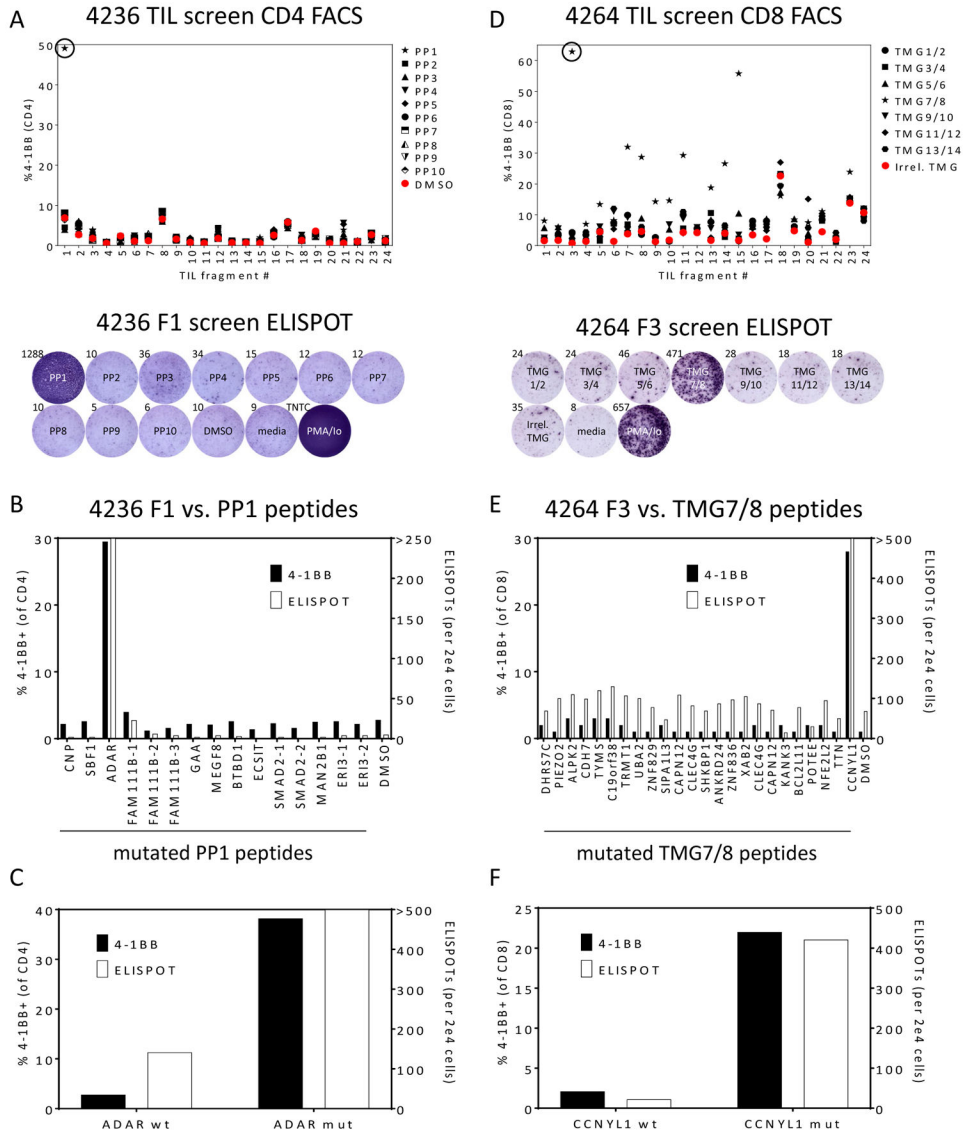 A
4236 TIL screen CD4 FACS
%4-1BB (CD4)
50
40
30
20
10
0
1 2 3 4 5 6 7 8 9 10 11 12 13 14 15 16 17 18 19 20 21 22 23 24
TIL fragment #
PP1
PP2
PP3
PP4
PP5
PP6
PP7
PP8
PP9
PP10
DMSO
4236 F1 screen ELISPOT
1288 10 36 34 15 12 12
PP1 PP2 PP3 PP4 PP5 PP6 PP7
10 5 6 10 9 TNTC
PP8 PP9 PP10 DMSO media PMA/Io
D
4264 TIL screen CD8 FACS
%4-1BB (CD8)
60
50
40
30
20
10
0
1 2 3 4 5 6 7 8 9 10 11 12 13 14 15 16 17 18 19 20 21 22 23 24
TIL fragment #
TMG1/2
TMG3/4
TMG5/6
TMG7/8
TMG9/10
TMG11/12
TMG13/14
Irrel. TMG
4264 F3 screen ELISPOT
24 24 46 471 28 18 18
TMG 1/2 TMG 3/4 TMG 5/6 TMG 7/8 TMG 9/10 TMG 11/12 TMG 13/14
35 8 657
Irrel. TMG media PMA/Io
B
4236 F1 vs. PP1 peptides
% 4-1BB+ (of CD4)
30
20
10
0
4-1BB
ELISPOT
>250
200
150
100
50
0
ELISPOTs (per 2e4 cells)
CNP
SBF1
ADAR
FAM111B-1
FAM111B-2
FAM111B-3
GAA
MEGF8
BTBD1
ECSIT
SMAD2-1
SMAD2-2
MAN2B1
ERI3-1
ERI3-2
DMSO
mutated PP1 peptides
E
4264 F3 vs. TMG7/8 peptides
% 4-1BB+ (of CD8)
30
20
10
0
4-1BB
ELISPOT
>500
400
300
200
100
0
ELISPOTs (per 2e4 cells)
DHRS7C
PIEZO2
ALPK2
CDH7
TYMS
C19orf38
TRMT1
UBA2
ZNF829
SIPA1L3
CAPN12
CLEC4G
SHKBP1
ANKRD24
ZNF836
XAB2
CLEC4G
CAPN12
KANK3
BCL2L11
POTEE
NFE2L2
TTN
CCNYL1
DMSO
mutated TMG7/8 peptides
C
% 4-1BB+ (of CD4)
40
30
20
10
0
4-1BB
ELISPOT
>500
400
300
200
100
0
ELISPOTs (per 2e4 cells)
ADAR wt
ADAR mut
F
% 4-1BB+ (of CD8)
25
20
15
10
5
0
4-1BB
ELISPOT
500
400
300
200
100
0
ELISPOTs (per 2e4 cells)
CCNYL1 wt
CCNYL1 mut